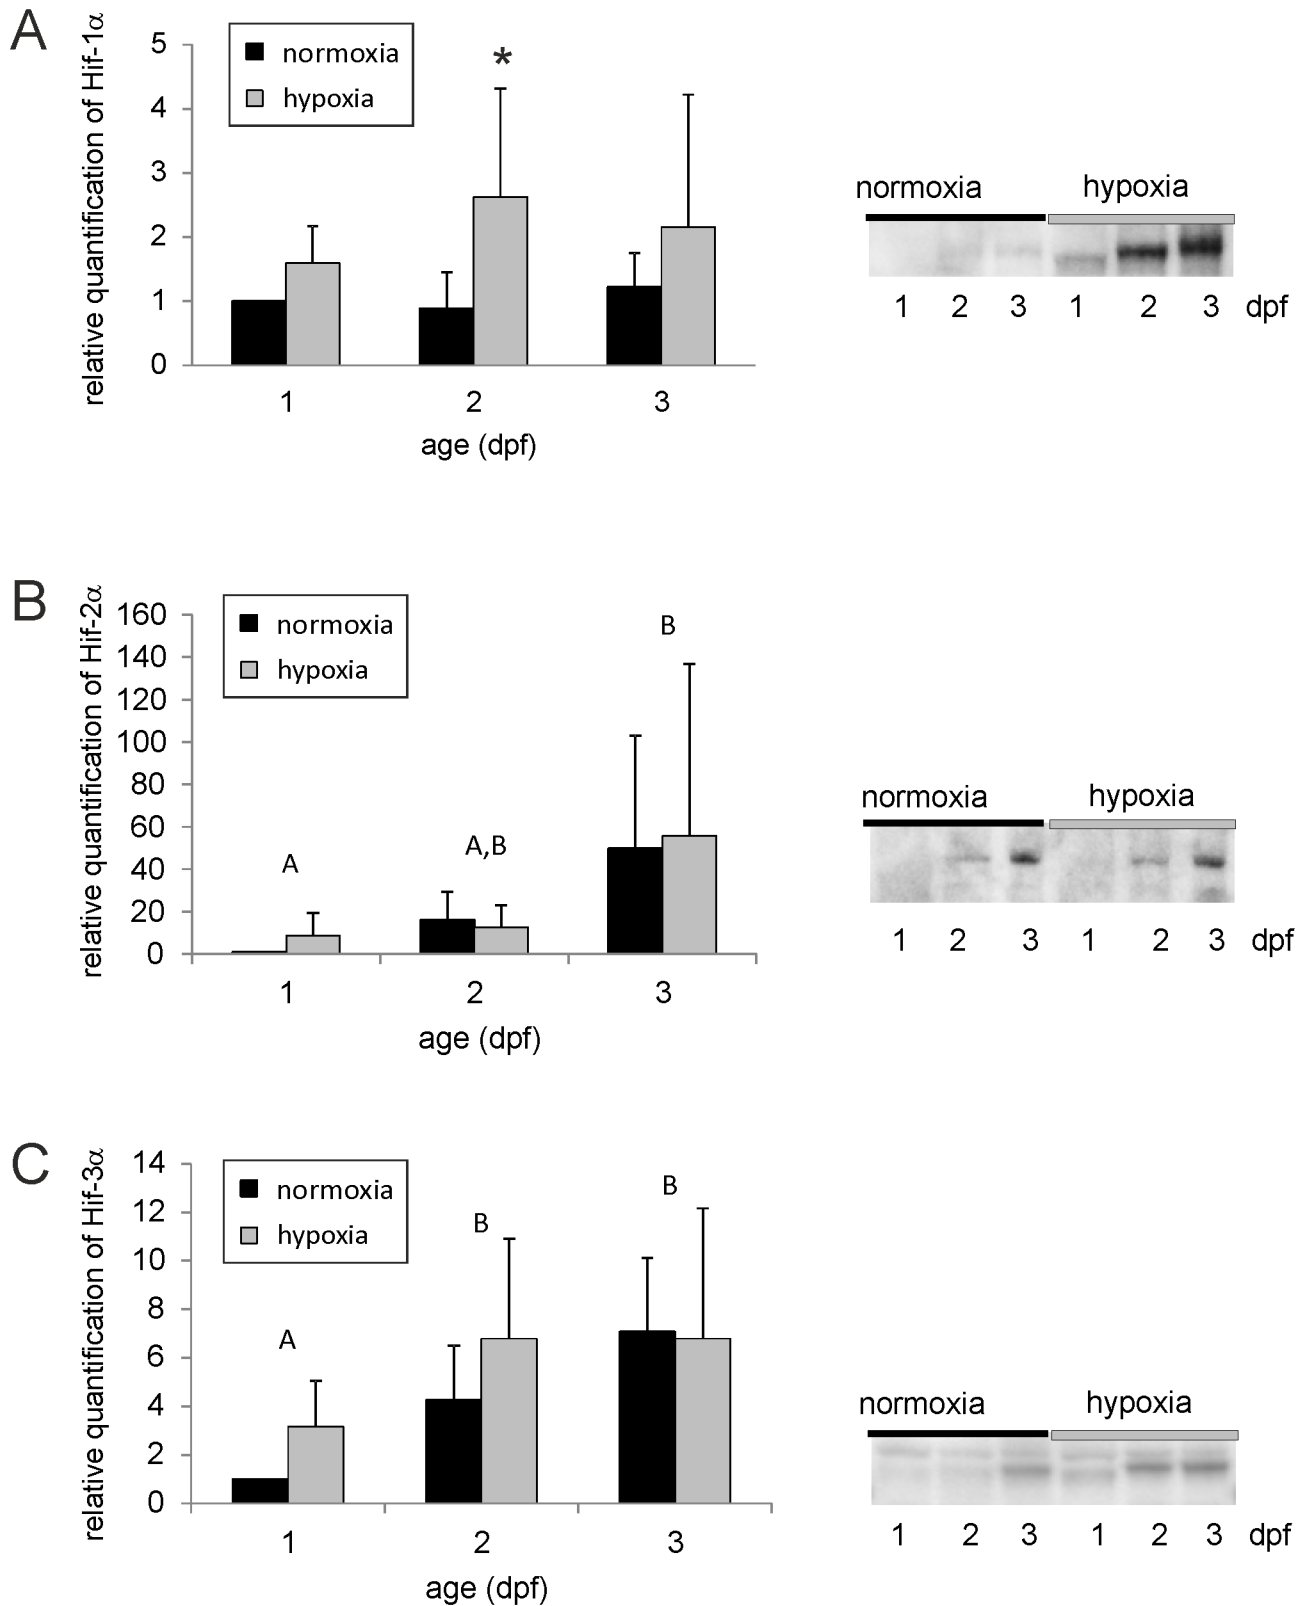 A
relative quantification of Hif-1α
5
4
3
2
1
0
normoxia
hypoxia
*
1 2 3
age (dpf)
normoxia hypoxia
1 2 3 1 2 3 dpf
B
relative quantification of Hif-2α
160
140
120
100
80
60
40
20
0
normoxia
hypoxia
A
A,B
B
1 2 3
age (dpf)
normoxia hypoxia
1 2 3 1 2 3 dpf
C
relative quantification of Hif-3α
14
12
10
8
6
4
2
0
normoxia
hypoxia
A
B
B
1 2 3
age (dpf)
normoxia hypoxia
1 2 3 1 2 3 dpf